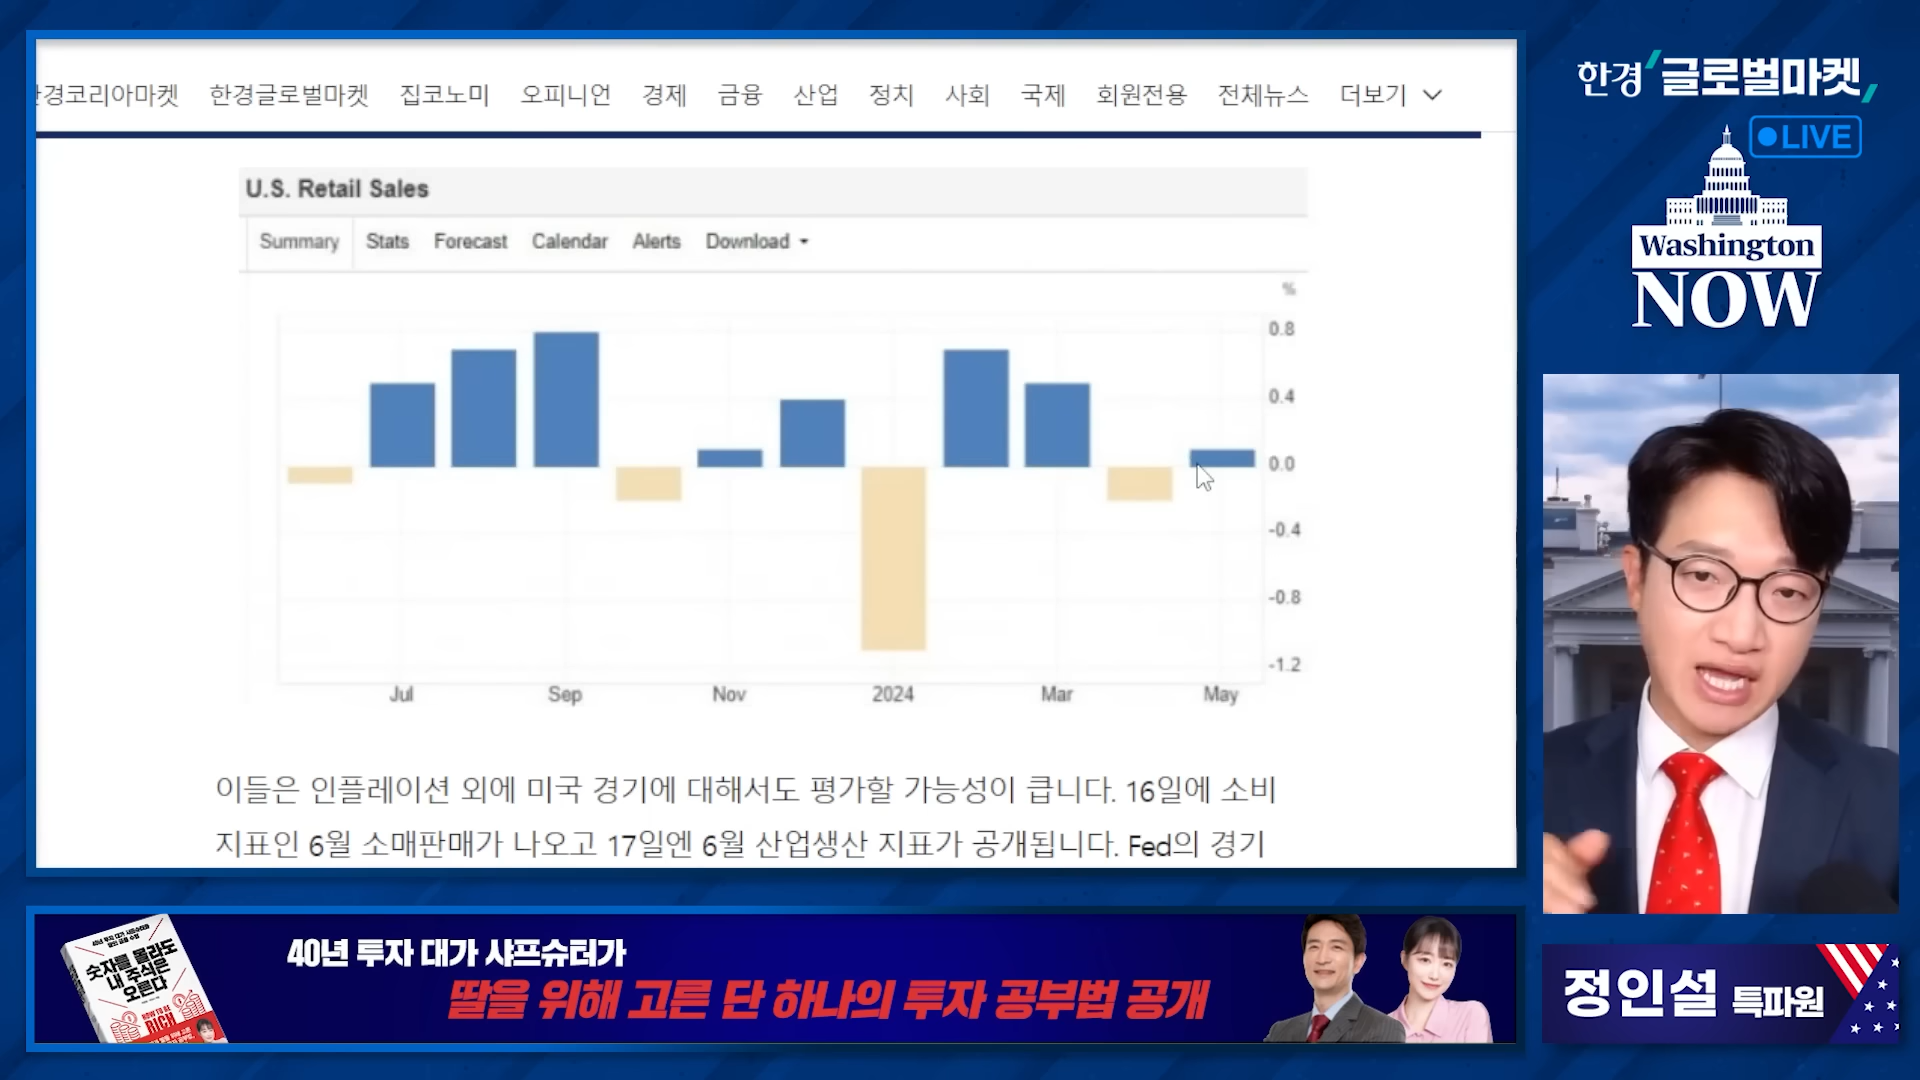 한경코리아마켓 한경글로벌마켓 집코노미 오피니언 경제 금융 산업 정치 사회 국제 회원전용 전체뉴스 더보기
U.S. Retail Sales
Summary Stats Forecast Calendar Alerts Download
%
0.8
0.4
0.0
-0.4
-0.8
-1.2
Jul Sep Nov 2024 Mar May
이들은 인플레이션 외에 미국 경기에 대해서도 평가할 가능성이 큽니다. 16일에 소비
지표인 6월 소매판매가 나오고 17일엔 6월 산업생산 지표가 공개됩니다. Fed의 경기
한경 글로벌마켓
LIVE
Washington
NOW
숫자를 몰라도
내 주식은
오른다
HOW TO BE
RICH
40년 투자 대가 샤프슈터가
딸을 위해 고른 단 하나의 투자 공부법 공개
정인설 특파원